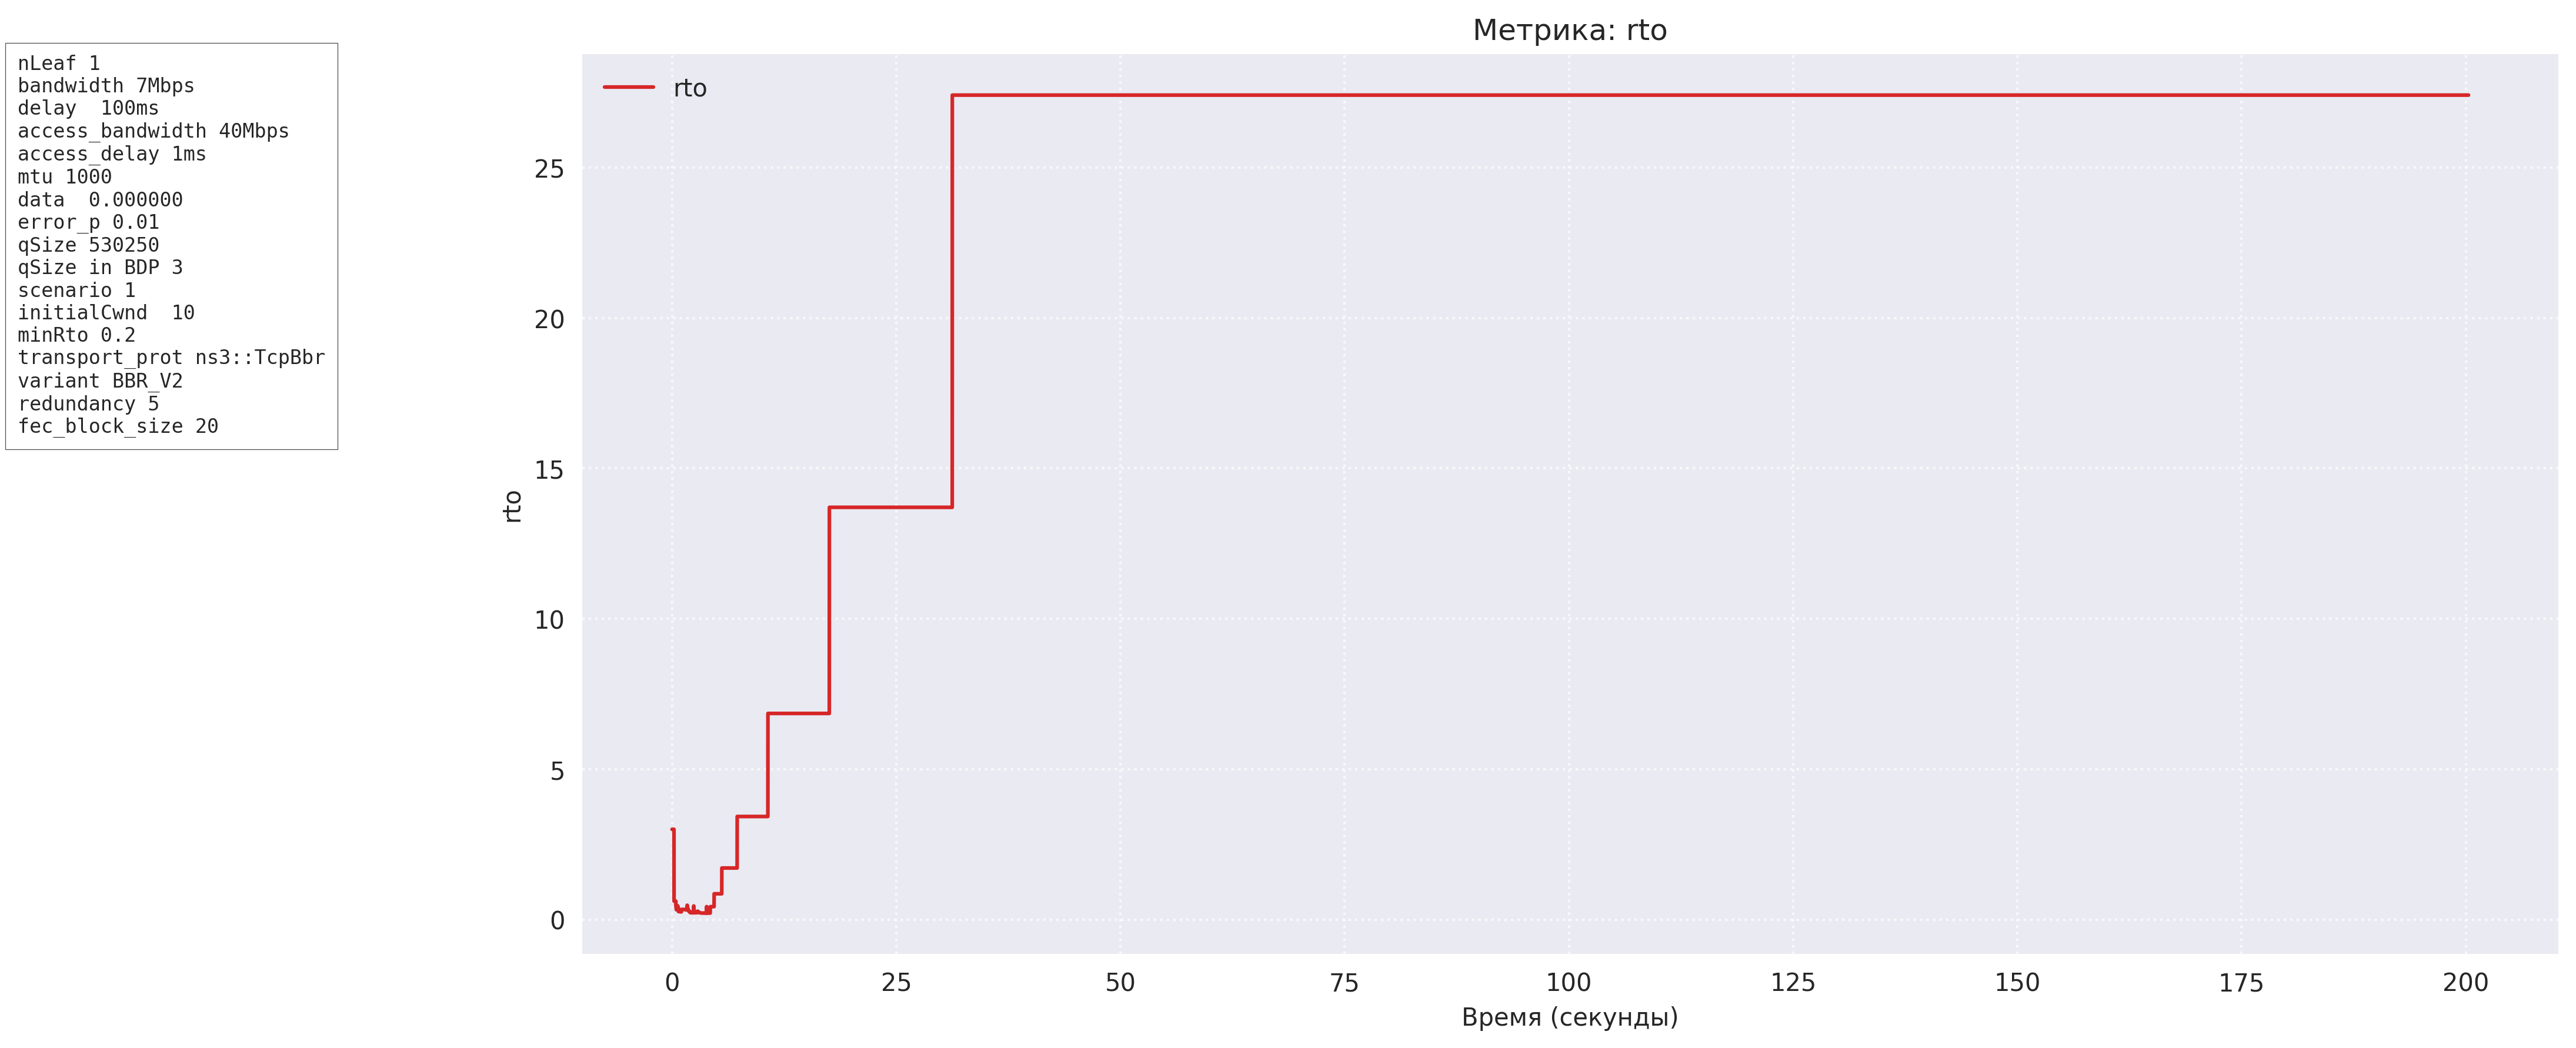 Метрика: rto
nLeaf 1
bandwidth 7Mbps
delay  100ms
access_bandwidth 40Mbps
access_delay 1ms
mtu 1000
data  0.000000
error_p 0.01
qSize 530250
qSize in BDP 3
scenario 1
initialCwnd  10
minRto 0.2
transport_prot ns3::TcpBbr
variant BBR_V2
redundancy 5
fec_block_size 20
rto
25
20
15
10
5
0
rto
0 25 50 75 100 125 150 175 200
Время (секунды)